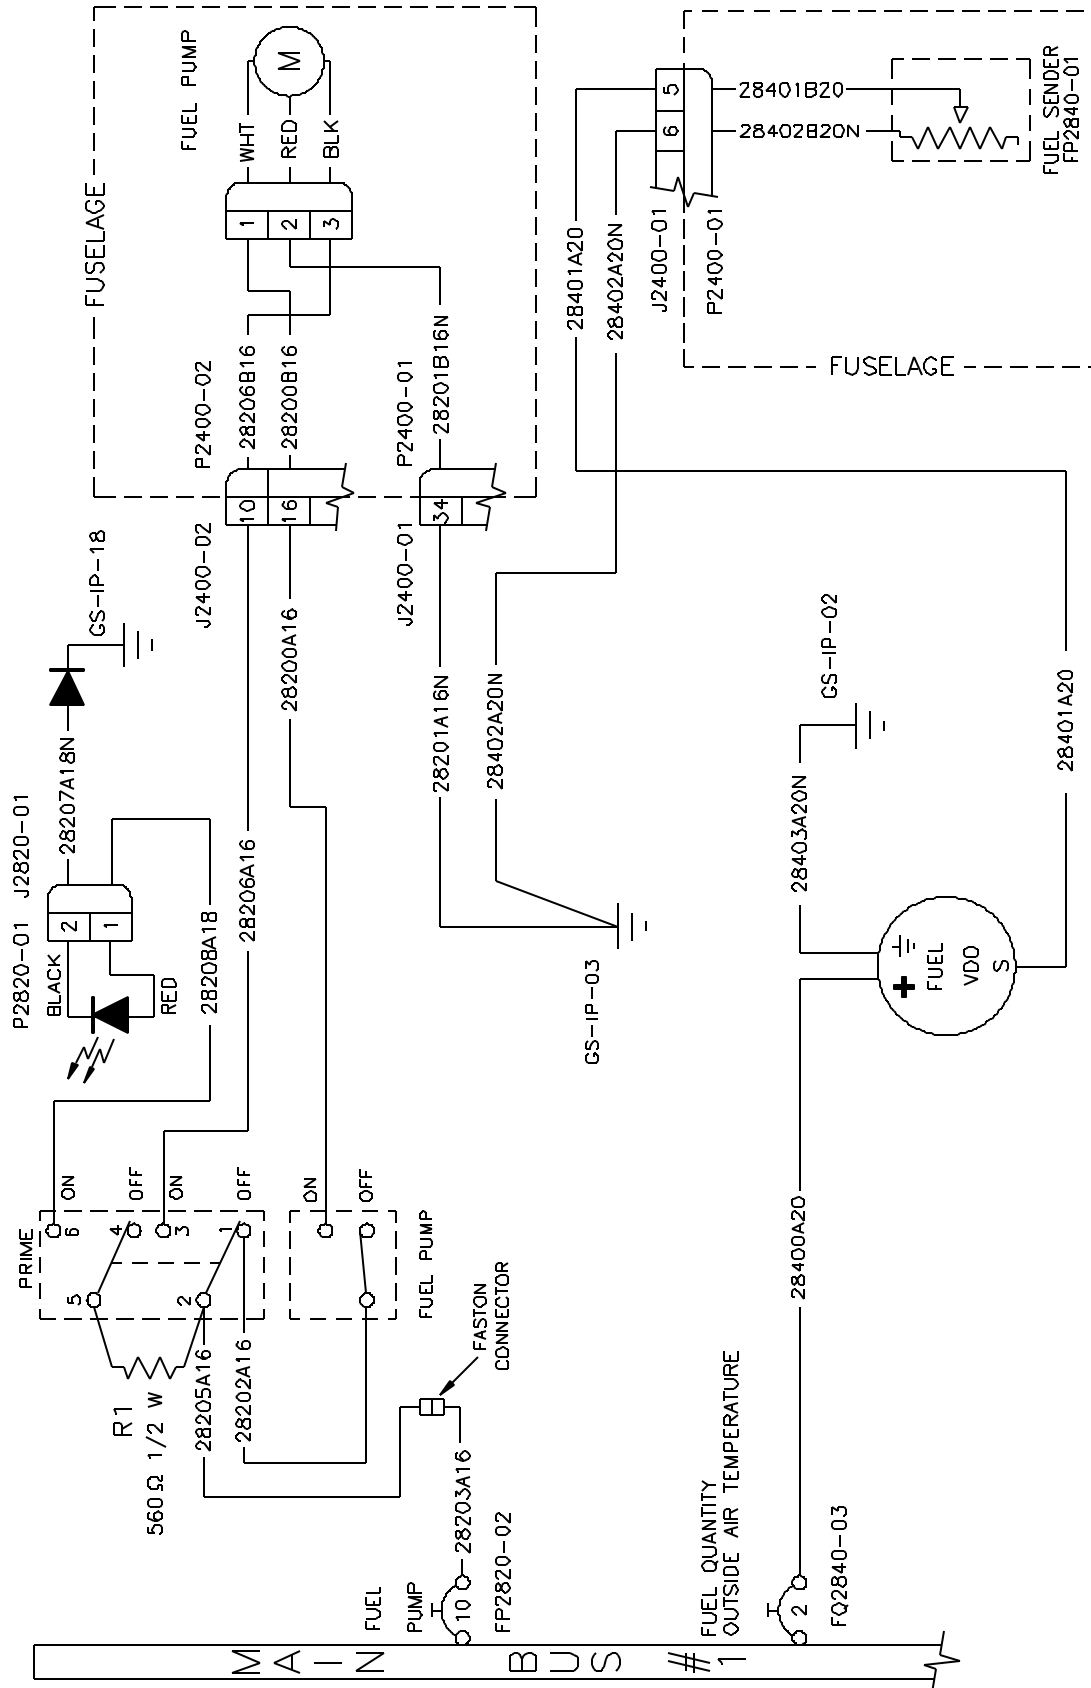 FUEL PUMP
M
WHT
RED
BLK
1
2
3
FUSELAGE
P2400-02
28206B16
28200B16
P2400-01
28201B16N
J2400-02
10
16
J2400-01
34
28401A20
28402A20N
5
6
J2400-01
P2400-01
28401B20
28402B20N
FUEL SENDER
FP2840-01
FUSELAGE
GS-IP-18
28207A18N
J2820-01
P2820-01
2
1
BLACK
RED
28208A18
28206A16
28200A16
28201A16N
28402A20N
GS-IP-03
GS-IP-02
28403A20N
28401A20
FUEL
VDO
S
+
28400A20
PRIME
ON
OFF
ON
OFF
6
4
3
1
5
2
ON
OFF
FUEL PUMP
R1
560Ω 1/2 W
28205A16
28202A16
FASTON
CONNECTOR
28203A16
FUEL
PUMP
10
FP2820-02
FUEL QUANTITY
OUTSIDE AIR TEMPERATURE
2
FQ2840-03
MAIN BUS #1